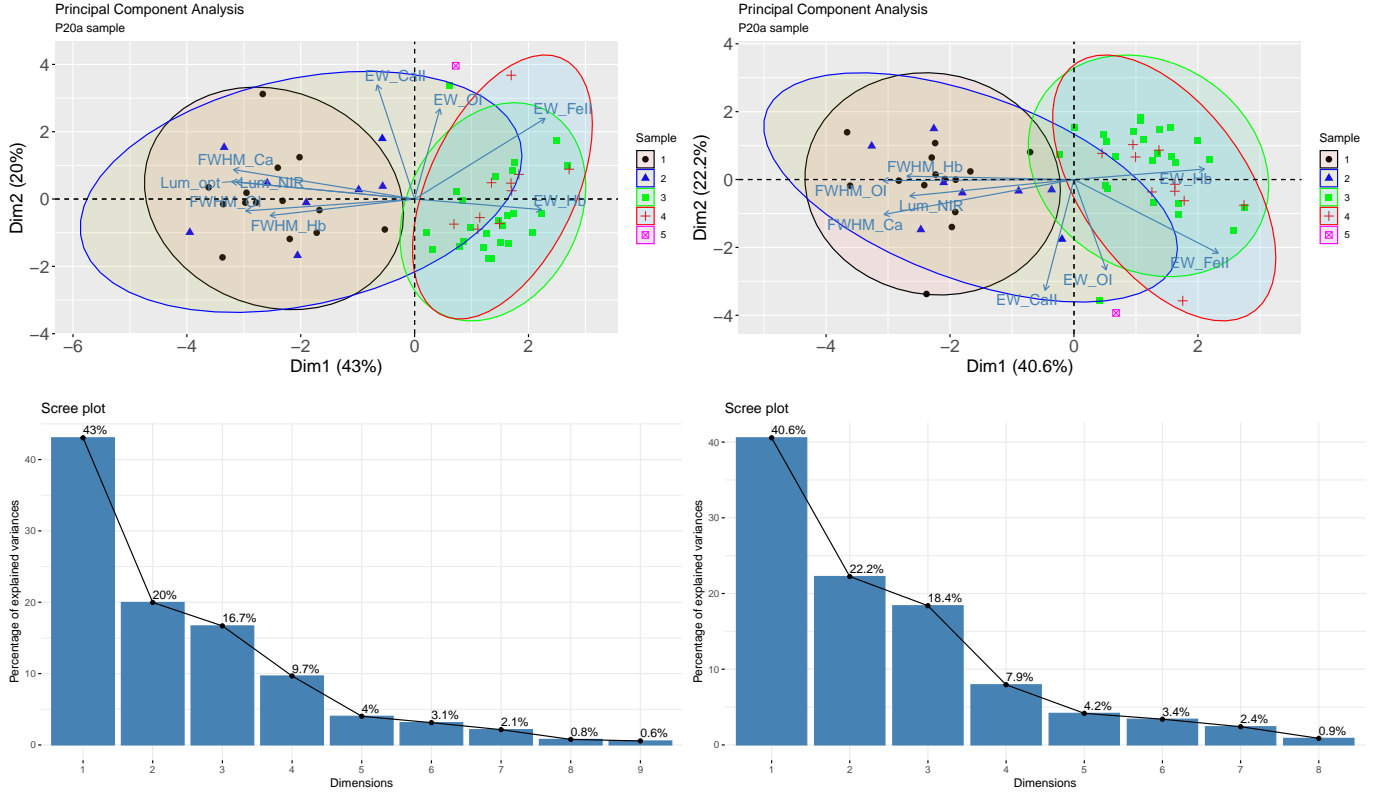 Principal Component Analysis
P20a sample
4
2
0
−2
−4
Dim2 (20%)
EW_CaII
EW_OI
EW_FeII
FWHM_Ca
Lum_opt
Lum_NIR
EW_Hb
FWHM_Hb
−6
−4
−2
0
2
Dim1 (43%)
Sample
1
2
3
4
5
Principal Component Analysis
P20a sample
4
2
0
−2
−4
Dim2 (22.2%)
FWHM_Hb
EW_Hb
FWHM_OI
Lum_NIR
FWHM_Ca
EW_FeII
EW_OI
EW_CaII
−4
−2
0
2
Dim1 (40.6%)
Sample
1
2
3
4
5
Scree plot
Percentage of explained variances
40
30
20
10
0
43%
20%
16.7%
9.7%
4%
3.1%
2.1%
0.8%
0.6%
1
2
3
4
5
6
7
8
9
Dimensions
Scree plot
Percentage of explained variances
40
30
20
10
0
40.6%
22.2%
18.4%
7.9%
4.2%
3.4%
2.4%
0.9%
1
2
3
4
5
6
7
8
Dimensions